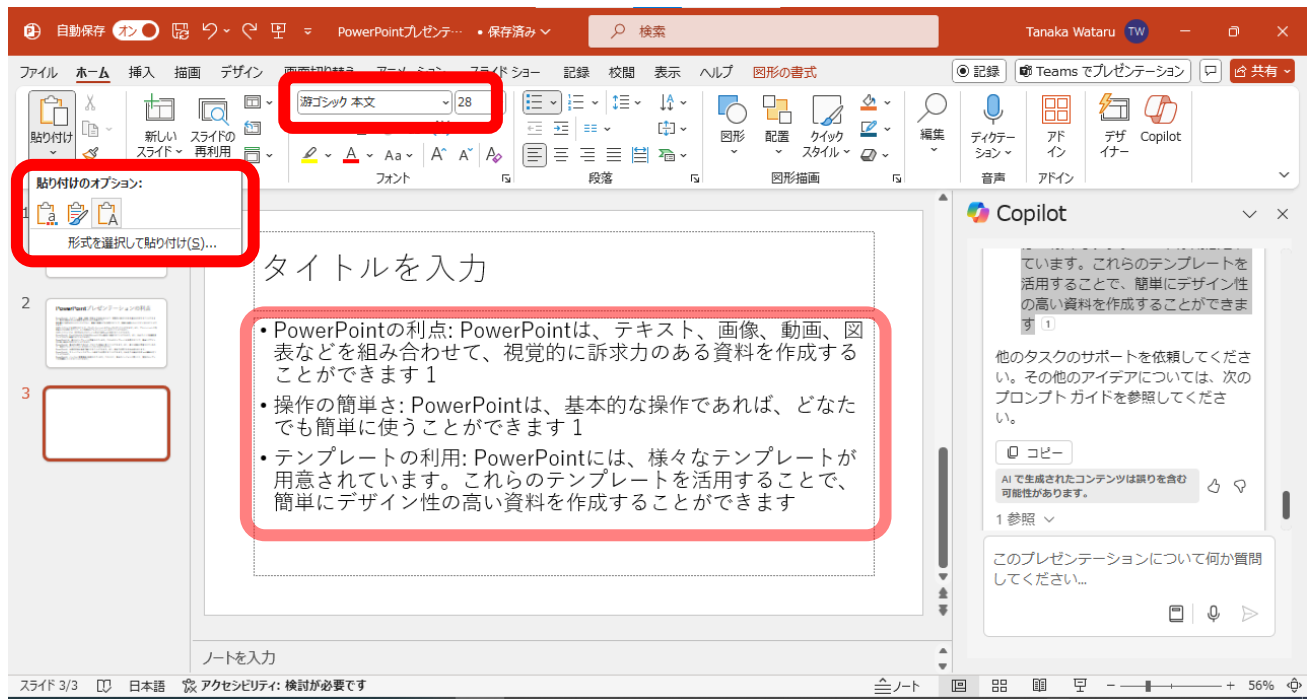 自動保存 オン PowerPointプレゼンテ… • 保存済み 検索 Tanaka Wataru TW
ファイル ホーム 挿入 描画 デザイン 画面切り替え アニメーション スライド ショー 記録 校閲 表示 ヘルプ 図形の書式 記録 Teams でプレゼンテーション 共有
貼り付け 新しい スライド スライドの 再利用 游ゴシック 本文 28 図形 配置 クイック スタイル 編集 ディクテー ション アド イン デザ イナー Copilot
Aa A A A
フォント 段落 図形描画 音声 アドイン
貼り付けのオプション:
形式を選択して貼り付け(S)...
1
2
PowerPointプレゼンテーションの利点
3
タイトルを入力
• PowerPointの利点: PowerPointは、テキスト、画像、動画、図
表などを組み合わせて、視覚的に訴求力のある資料を作成する
ことができます 1
• 操作の簡単さ: PowerPointは、基本的な操作であれば、どなた
でも簡単に使うことができます 1
• テンプレートの利用: PowerPointには、様々なテンプレートが
用意されています。これらのテンプレートを活用することで、
簡単にデザイン性の高い資料を作成することができます
ノートを入力
Copilot
ています。これらのテンプレートを
活用することで、簡単にデザイン性
の高い資料を作成することができま
す 1
他のタスクのサポートを依頼してくださ
い。その他のアイデアについては、次の
プロンプト ガイドを参照してくださ
い。
コピー
AI で生成されたコンテンツは誤りを含む
可能性があります。
1 参照
このプレゼンテーションについて何か質問
してください...
スライド 3/3 日本語 アクセシビリティ: 検討が必要です ノート 56%